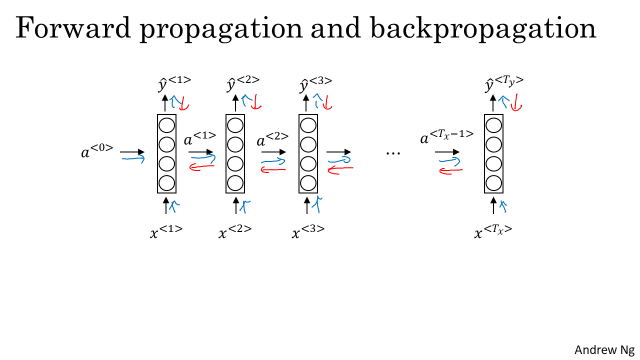 Forward propagation and backpropagation
ŷ<1> ŷ<2> ŷ<3> ŷ<Ty>
a<0> a<1> a<2> ... a<Tx−1>
x<1> x<2> x<3> x<Tx>
Andrew Ng